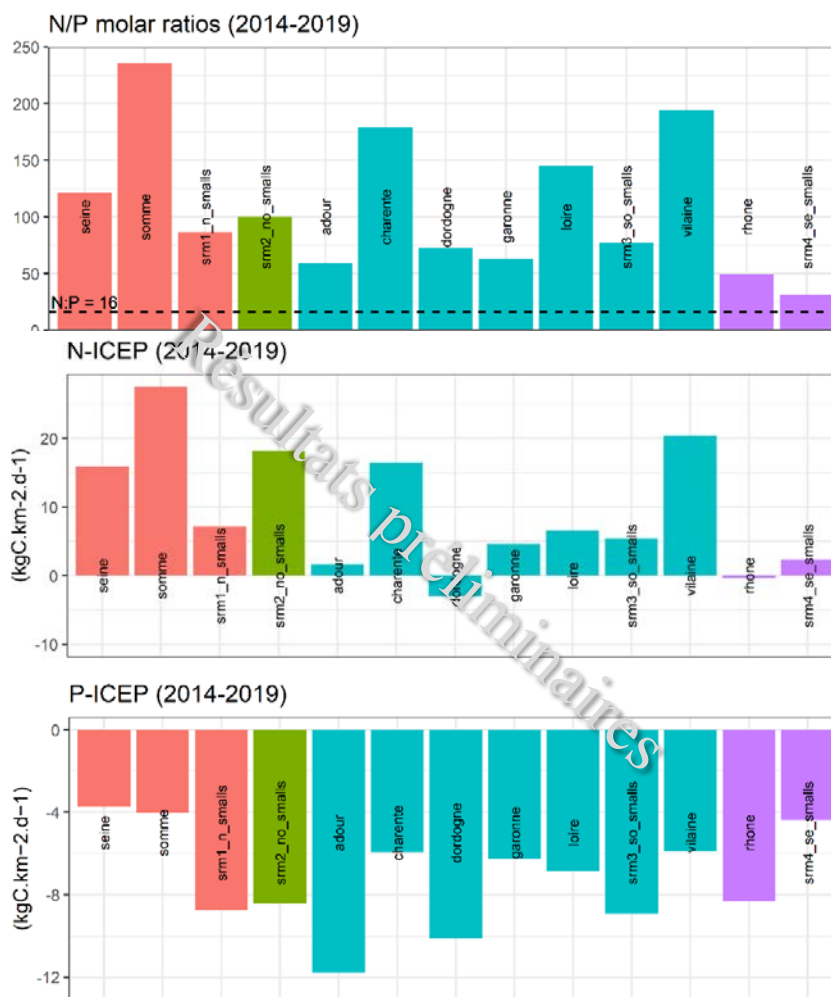 N/P molar ratios (2014-2019)
250
200
150
100
50
0
N:P = 16
seine
somme
srm1_n_smalls
srm2_no_smalls
adour
charente
dordogne
garonne
loire
srm3_so_smalls
vilaine
rhone
srm4_se_smalls
Résultats préliminaires
N-ICEP (2014-2019)
(kgC.km-2.d-1)
20
10
0
-10
seine
somme
srm1_n_smalls
srm2_no_smalls
adour
charente
dordogne
garonne
loire
srm3_so_smalls
vilaine
rhone
srm4_se_smalls
P-ICEP (2014-2019)
(kgC.km-2.d-1)
0
-4
-8
-12
seine
somme
srm1_n_smalls
srm2_no_smalls
adour
charente
dordogne
garonne
loire
srm3_so_smalls
vilaine
rhone
srm4_se_smalls